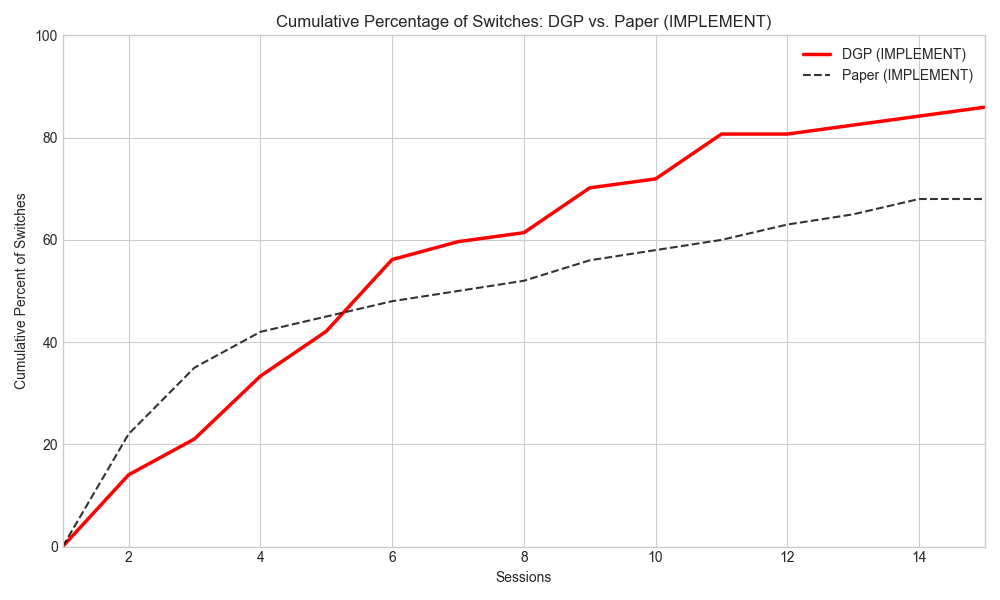 Cumulative Percentage of Switches: DGP vs. Paper (IMPLEMENT)
DGP (IMPLEMENT)
Paper (IMPLEMENT)
Cumulative Percent of Switches
100
80
60
40
20
0
2 4 6 8 10 12 14
Sessions